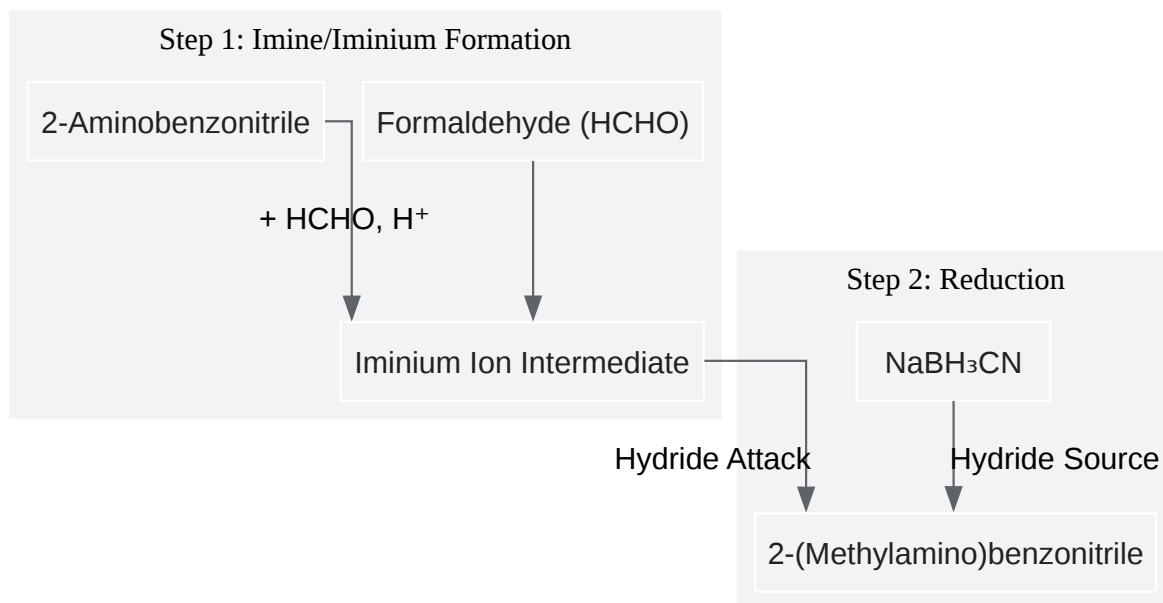 Step 1: Imine/Iminium Formation
2-Aminobenzonitrile
Formaldehyde (HCHO)
+ HCHO, H⁺
Iminium Ion Intermediate
Step 2: Reduction
NaBH₃CN
Hydride Attack
Hydride Source
2-(Methylamino)benzonitrile